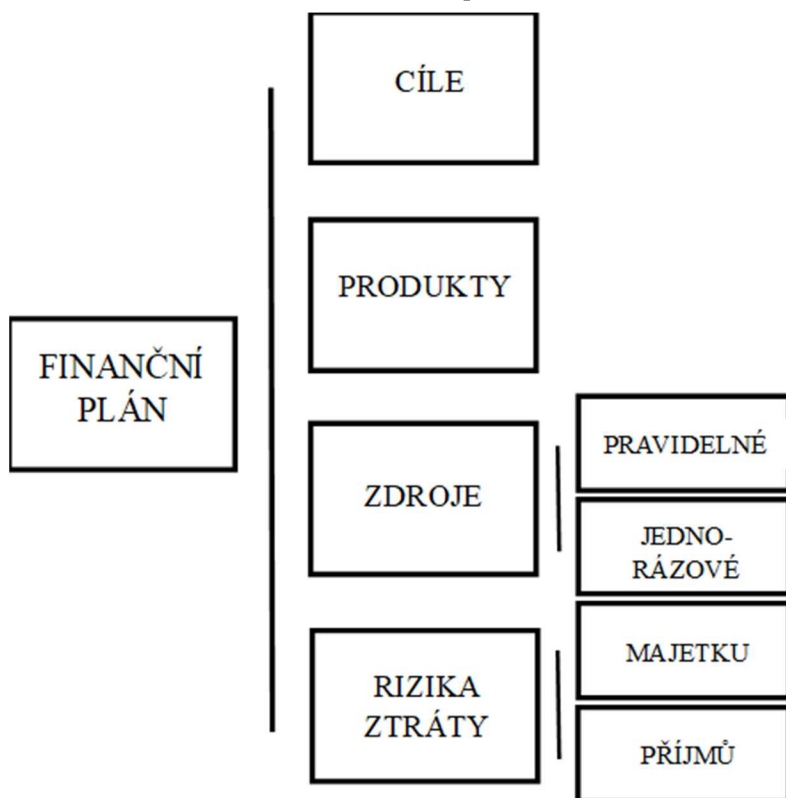 CÍLE
PRODUKTY
FINANČNÍ
PLÁN
ZDROJE
PRAVIDELNÉ
JEDNO-
RÁZOVÉ
RIZIKA
ZTRÁTY
MAJETKU
PŘÍJMŮ